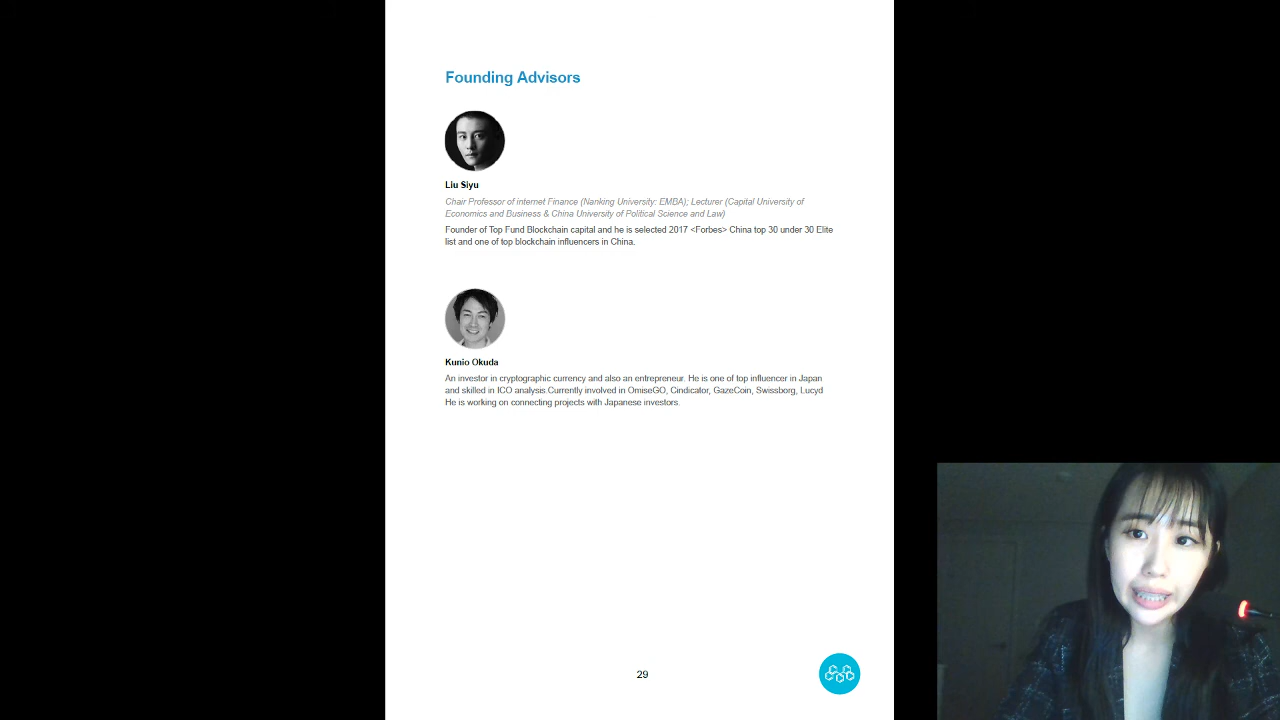 Founding Advisors
Liu Siyu
Chair Professor of internet Finance (Nanking University: EMBA); Lecturer (Capital University of
Economics and Business & China University of Political Science and Law)
Founder of Top Fund Blockchain capital and he is selected 2017 <Forbes> China top 30 under 30 Elite
list and one of top blockchain influencers in China.
Kunio Okuda
An investor in cryptographic currency and also an entrepreneur. He is one of top influencer in Japan
and skilled in ICO analysis.Currently involved in OmiseGO, Cindicator, GazeCoin, Swissborg, Lucyd
He is working on connecting projects with Japanese investors.
29